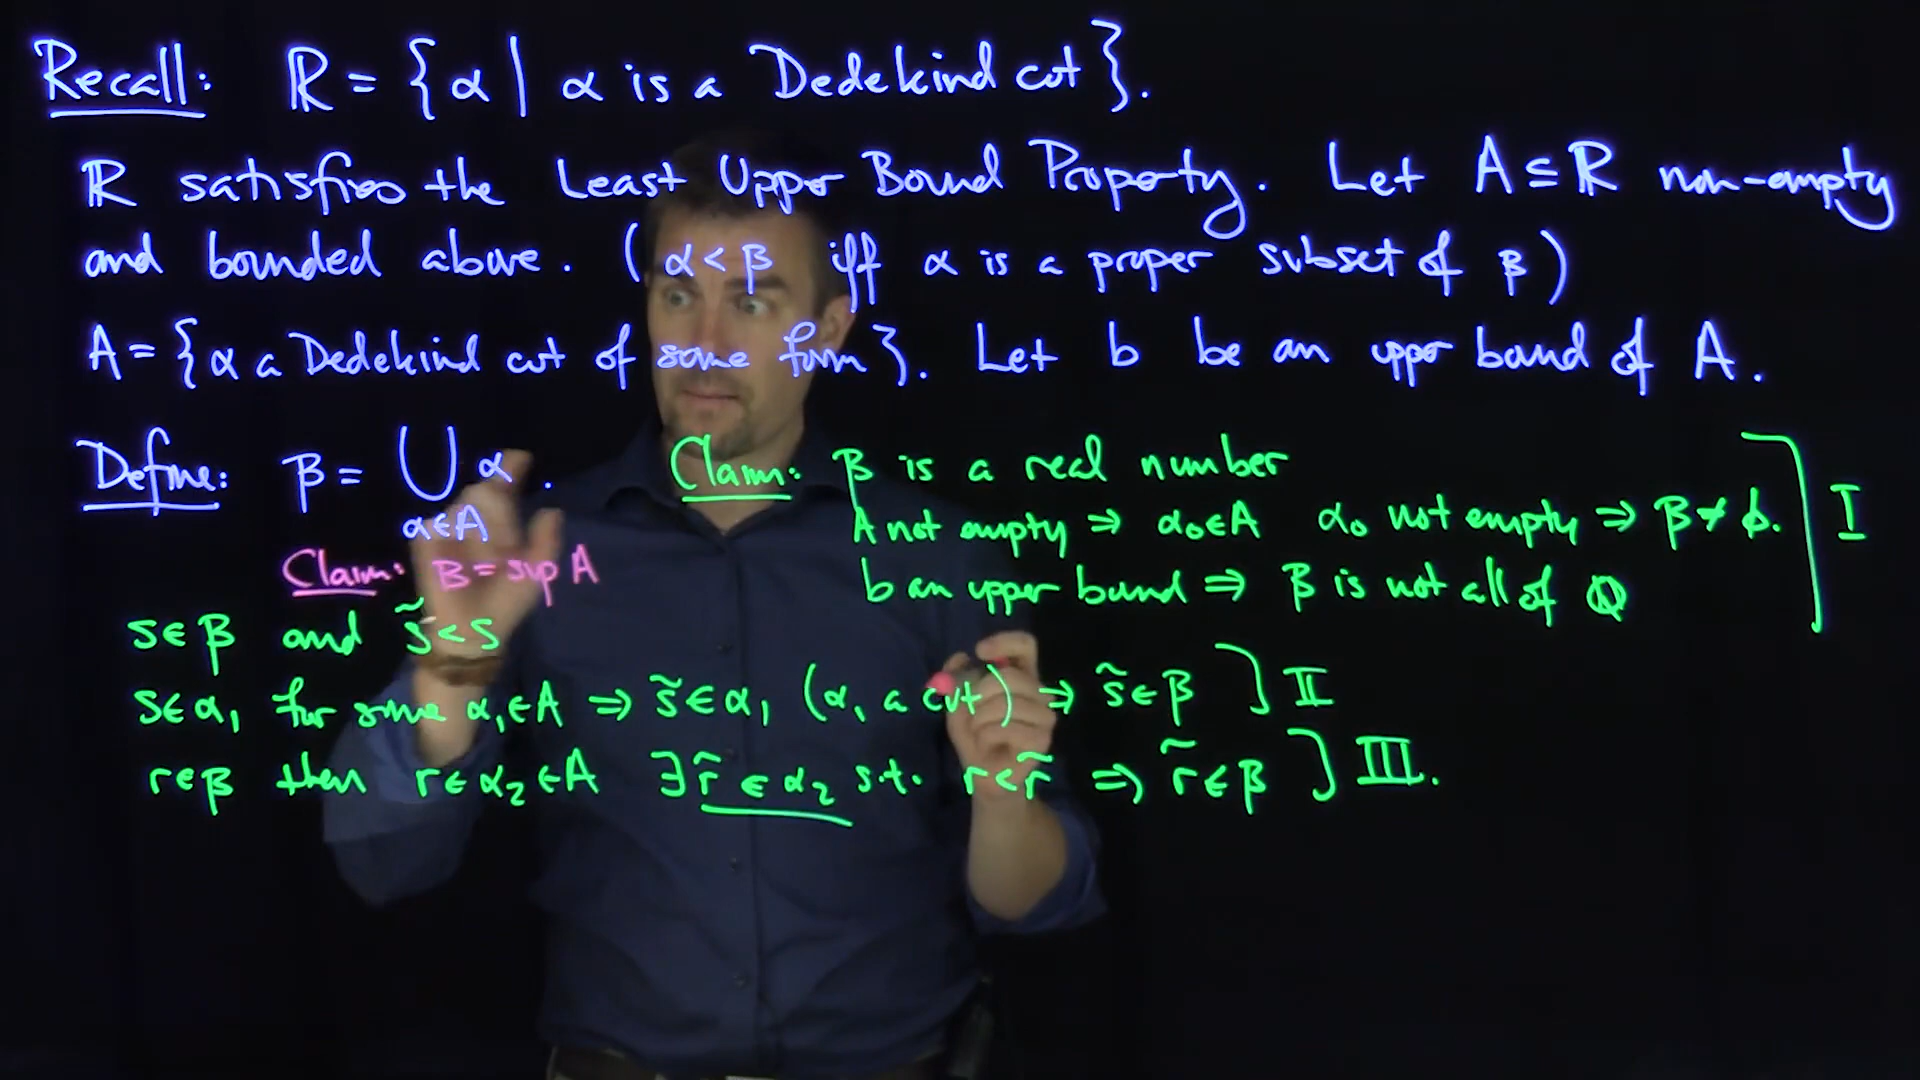 Recall: ℝ = {α | α is a Dedekind cut}.
ℝ satisfies the Least Upper Bound Property. Let A ⊆ ℝ non-empty
and bounded above. (α < β iff α is a proper subset of β)
A = {α a Dedekind cut of some form}. Let b be an upper bound of A.
Define: β = ⋃ α.
α∈A
Claim: β = sup A
Claim: β is a real number
A not empty ⇒ α₀ ∈ A α₀ not empty ⇒ β ≠ ∅. ] I
b an upper bound ⇒ β is not all of ℚ
s ∈ β and s̃ < s
s ∈ α₁ for some α₁ ∈ A ⇒ s̃ ∈ α₁ (α₁ a cut) ⇒ s̃ ∈ β ] II
r ∈ β then r ∈ α₂ ∈ A ∃ r̃ ∈ α₂ s.t. r < r̃ ⇒ r̃ ∈ β ] III.